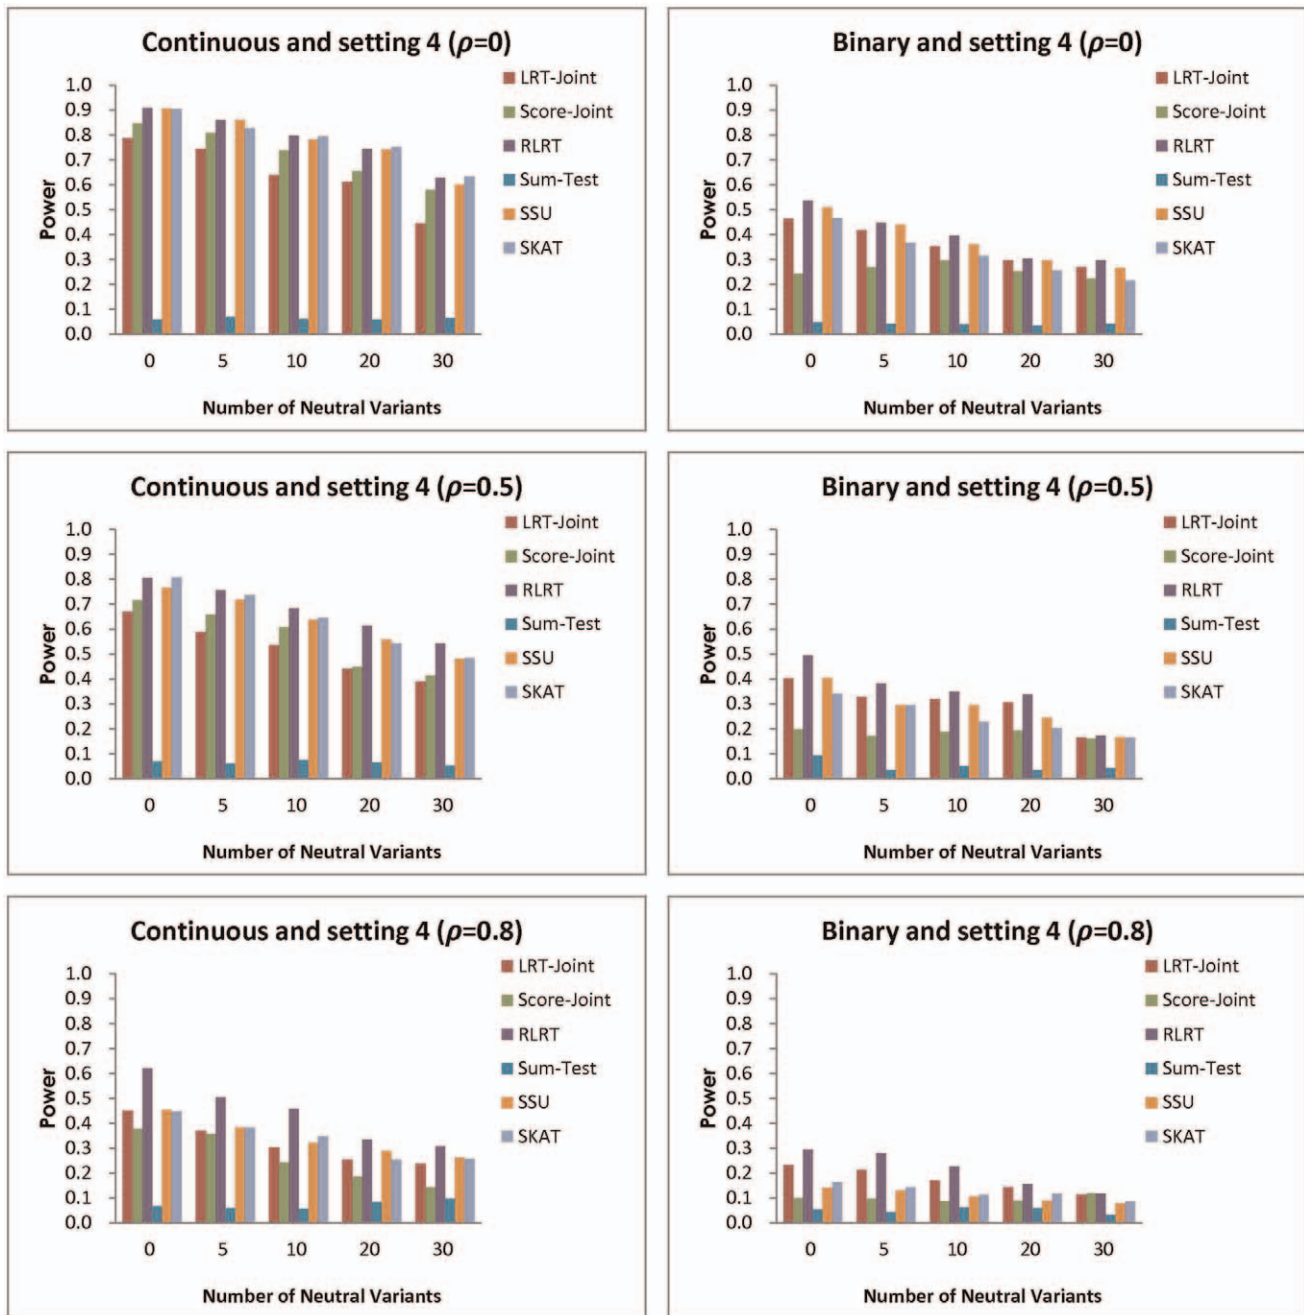 Continuous and setting 4 (ρ=0)
Power
1.0
0.9
0.8
0.7
0.6
0.5
0.4
0.3
0.2
0.1
0.0
LRT-Joint
Score-Joint
RLRT
Sum-Test
SSU
SKAT
0 5 10 20 30
Number of Neutral Variants
Binary and setting 4 (ρ=0)
Power
1.0
0.9
0.8
0.7
0.6
0.5
0.4
0.3
0.2
0.1
0.0
LRT-Joint
Score-Joint
RLRT
Sum-Test
SSU
SKAT
0 5 10 20 30
Number of Neutral Variants
Continuous and setting 4 (ρ=0.5)
Power
1.0
0.9
0.8
0.7
0.6
0.5
0.4
0.3
0.2
0.1
0.0
LRT-Joint
Score-Joint
RLRT
Sum-Test
SSU
SKAT
0 5 10 20 30
Number of Neutral Variants
Binary and setting 4 (ρ=0.5)
Power
1.0
0.9
0.8
0.7
0.6
0.5
0.4
0.3
0.2
0.1
0.0
LRT-Joint
Score-Joint
RLRT
Sum-Test
SSU
SKAT
0 5 10 20 30
Number of Neutral Variants
Continuous and setting 4 (ρ=0.8)
Power
1.0
0.9
0.8
0.7
0.6
0.5
0.4
0.3
0.2
0.1
0.0
LRT-Joint
Score-Joint
RLRT
Sum-Test
SSU
SKAT
0 5 10 20 30
Number of Neutral Variants
Binary and setting 4 (ρ=0.8)
Power
1.0
0.9
0.8
0.7
0.6
0.5
0.4
0.3
0.2
0.1
0.0
LRT-Joint
Score-Joint
RLRT
Sum-Test
SSU
SKAT
0 5 10 20 30
Number of Neutral Variants